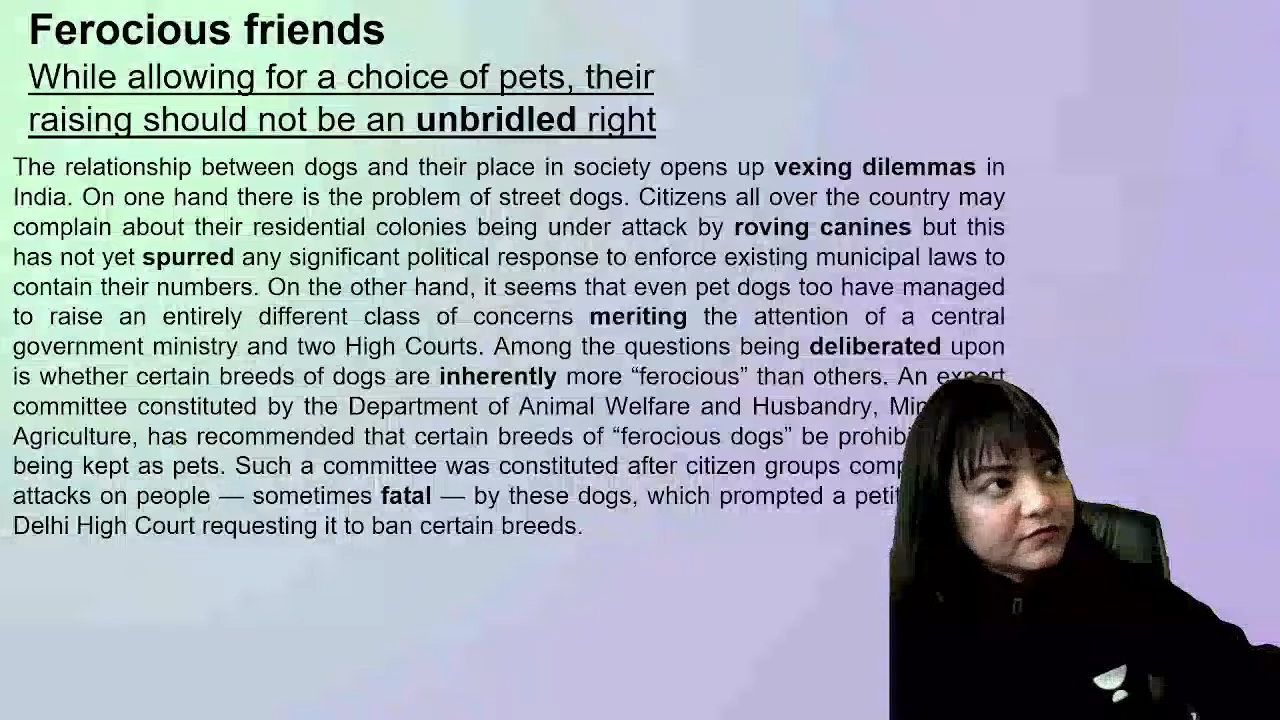 Ferocious friends
While allowing for a choice of pets, their
raising should not be an unbridled right
The relationship between dogs and their place in society opens up vexing dilemmas in
India. On one hand there is the problem of street dogs. Citizens all over the country may
complain about their residential colonies being under attack by roving canines but this
has not yet spurred any significant political response to enforce existing municipal laws to
contain their numbers. On the other hand, it seems that even pet dogs too have managed
to raise an entirely different class of concerns meriting the attention of a central
government ministry and two High Courts. Among the questions being deliberated upon
is whether certain breeds of dogs are inherently more “ferocious” than others. An expert
committee constituted by the Department of Animal Welfare and Husbandry,
Agriculture, has recommended that certain breeds of “ferocious dogs” be
being kept as pets. Such a committee was constituted after citizen groups
attacks on people — sometimes fatal — by these dogs, which prompted a
Delhi High Court requesting it to ban certain breeds.